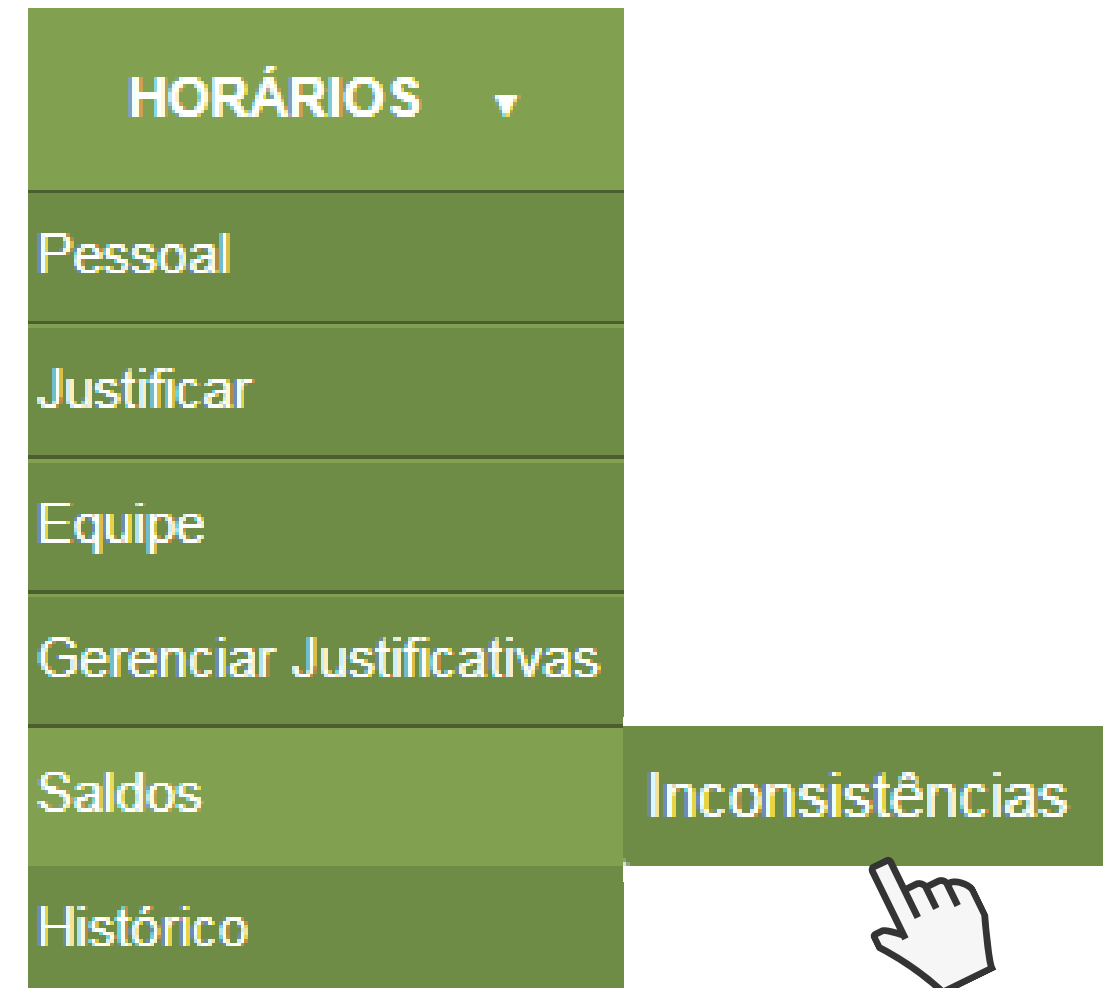 HORÁRIOS ▼
Pessoal
Justificar
Equipe
Gerenciar Justificativas
Saldos
Inconsistências
Histórico